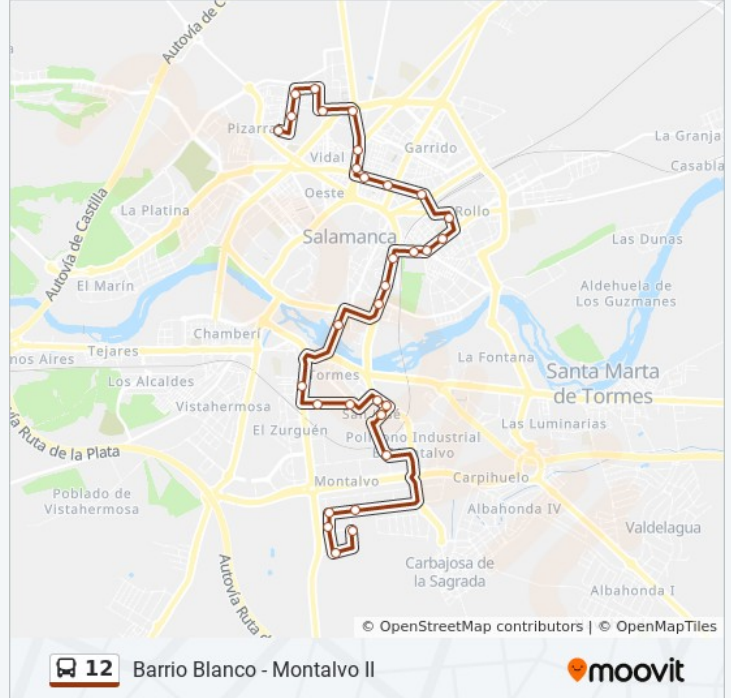 Autovía de C
Pizarra
Vidal
Garrido
La Granja
Casabla
Oeste
La Platina
Rollo
Autovía de Castilla
Salamanca
Las Dunas
El Marín
Aldehuela de
Los Guzmanes
Chamberí
nos Aires
Tejares
La Fontana
Santa Marta
de Tormes
Los Alcaldes
Tormes
Vistahermosa
Las Luminarias
ía Ruta de la Plata
El Zurguén
Polígono Industrial
Montalvo
Carpihuelo
Poblado de
Vistahermosa
Albahonda IV
Valdelagua
Autovía Ruta d
Carbajosa de
la Sagrada
Albahonda I
© OpenStreetMap contributors | © OpenMapTiles
12 Barrio Blanco - Montalvo II
moovit